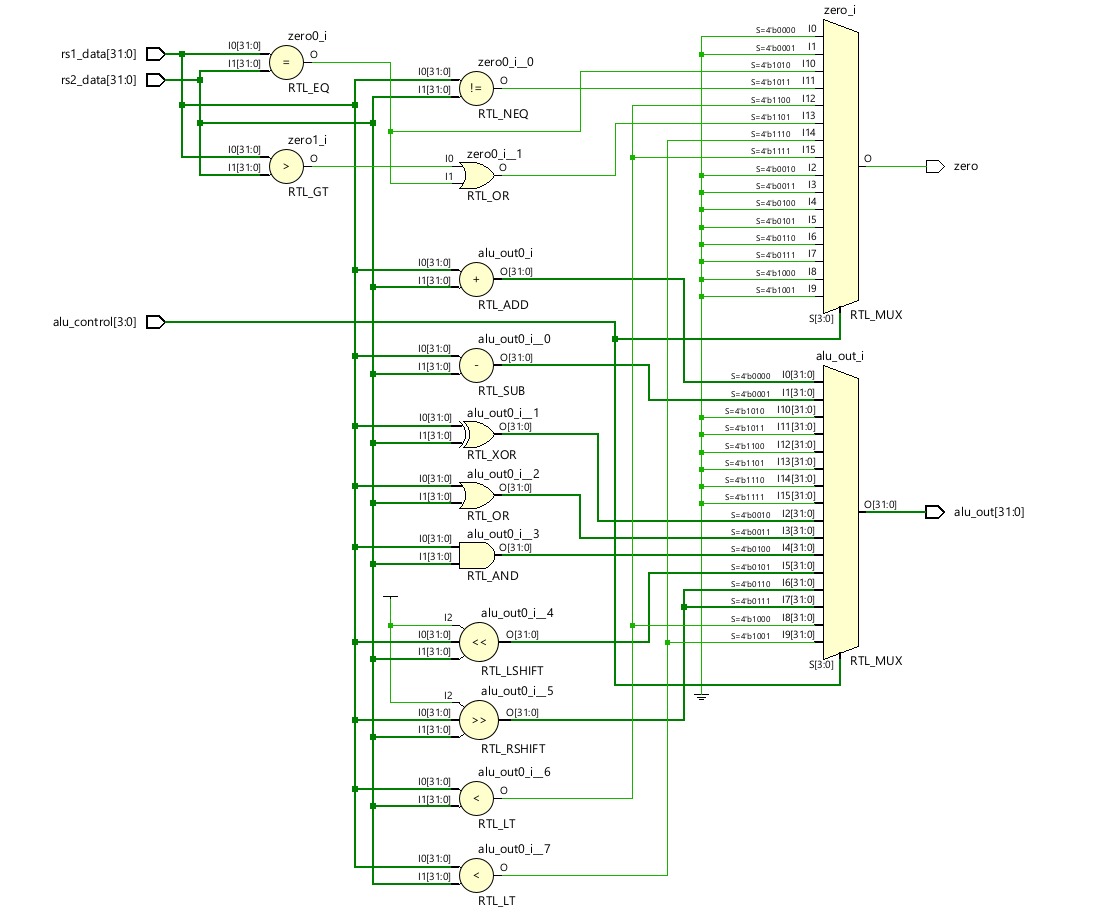 rs1_data[31:0]
rs2_data[31:0]
alu_control[3:0]
zero0_i
I0[31:0]
I1[31:0]
=
O
RTL_EQ
zero1_i
I0[31:0]
I1[31:0]
>
O
RTL_GT
zero0_i__0
I0[31:0]
I1[31:0]
!=
O
RTL_NEQ
zero0_i__1
I0
I1
O
RTL_OR
alu_out0_i
I0[31:0]
I1[31:0]
+
O[31:0]
RTL_ADD
alu_out0_i__0
I0[31:0]
I1[31:0]
-
O[31:0]
RTL_SUB
alu_out0_i__1
I0[31:0]
I1[31:0]
O[31:0]
RTL_XOR
alu_out0_i__2
I0[31:0]
I1[31:0]
O[31:0]
RTL_OR
alu_out0_i__3
I0[31:0]
I1[31:0]
O[31:0]
RTL_AND
alu_out0_i__4
I2
I0[31:0]
I1[31:0]
<<
O[31:0]
RTL_LSHIFT
alu_out0_i__5
I2
I0[31:0]
I1[31:0]
>>
O[31:0]
RTL_RSHIFT
alu_out0_i__6
I0[31:0]
I1[31:0]
<
O
RTL_LT
alu_out0_i__7
I0[31:0]
I1[31:0]
<
O
RTL_LT
zero_i
S=4'b0000 I0
S=4'b0001 I1
S=4'b1010 I10
S=4'b1011 I11
S=4'b1100 I12
S=4'b1101 I13
S=4'b1110 I14
S=4'b1111 I15
S=4'b0010 I2
S=4'b0011 I3
S=4'b0100 I4
S=4'b0101 I5
S=4'b0110 I6
S=4'b0111 I7
S=4'b1000 I8
S=4'b1001 I9
S[3:0]
RTL_MUX
O
zero
alu_out_i
S=4'b0000 I0[31:0]
S=4'b0001 I1[31:0]
S=4'b1010 I10[31:0]
S=4'b1011 I11[31:0]
S=4'b1100 I12[31:0]
S=4'b1101 I13[31:0]
S=4'b1110 I14[31:0]
S=4'b1111 I15[31:0]
S=4'b0010 I2[31:0]
S=4'b0011 I3[31:0]
S=4'b0100 I4[31:0]
S=4'b0101 I5[31:0]
S=4'b0110 I6[31:0]
S=4'b0111 I7[31:0]
S=4'b1000 I8[31:0]
S=4'b1001 I9[31:0]
S[3:0]
RTL_MUX
O[31:0]
alu_out[31:0]